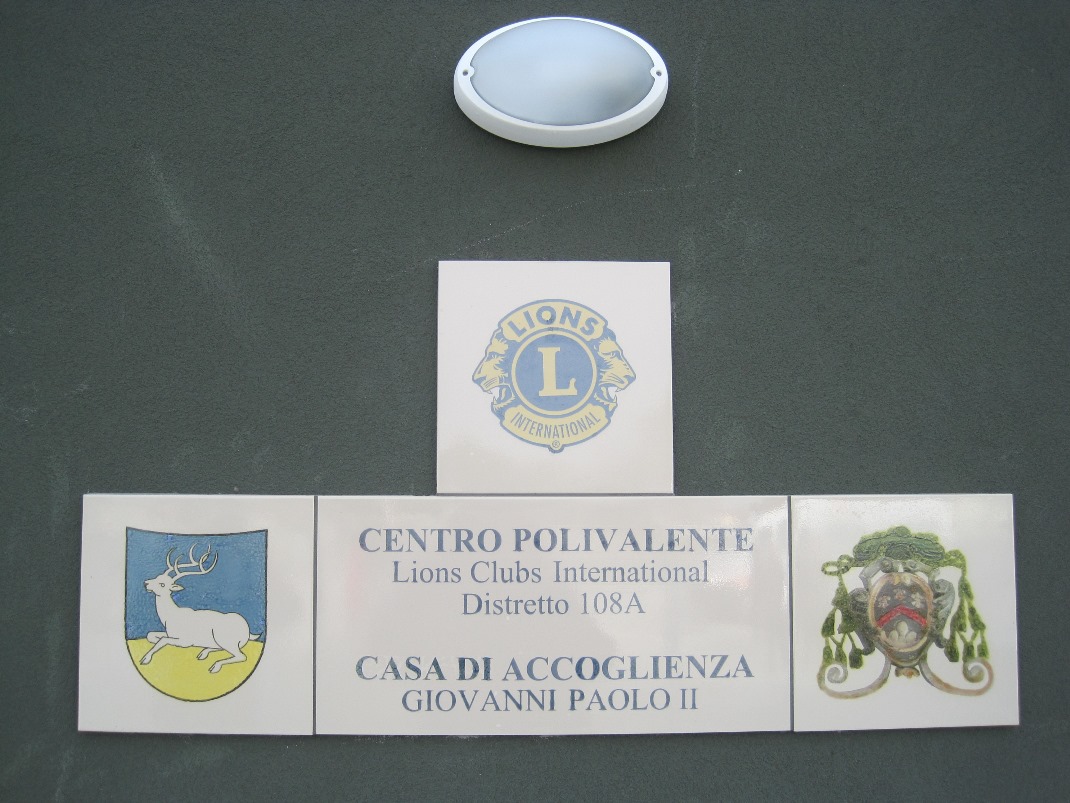 LIONS
L
INTERNATIONAL
®
CENTRO POLIVALENTE
Lions Clubs International
Distretto 108A
CASA DI ACCOGLIENZA
GIOVANNI PAOLO II